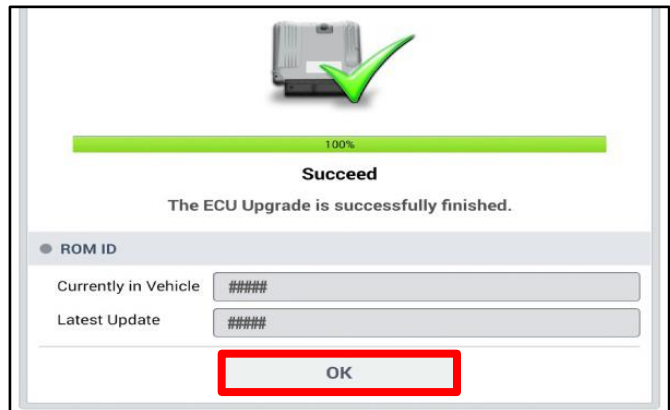 100%
Succeed
The ECU Upgrade is successfully finished.
ROM ID
Currently in Vehicle #####
Latest Update #####
OK